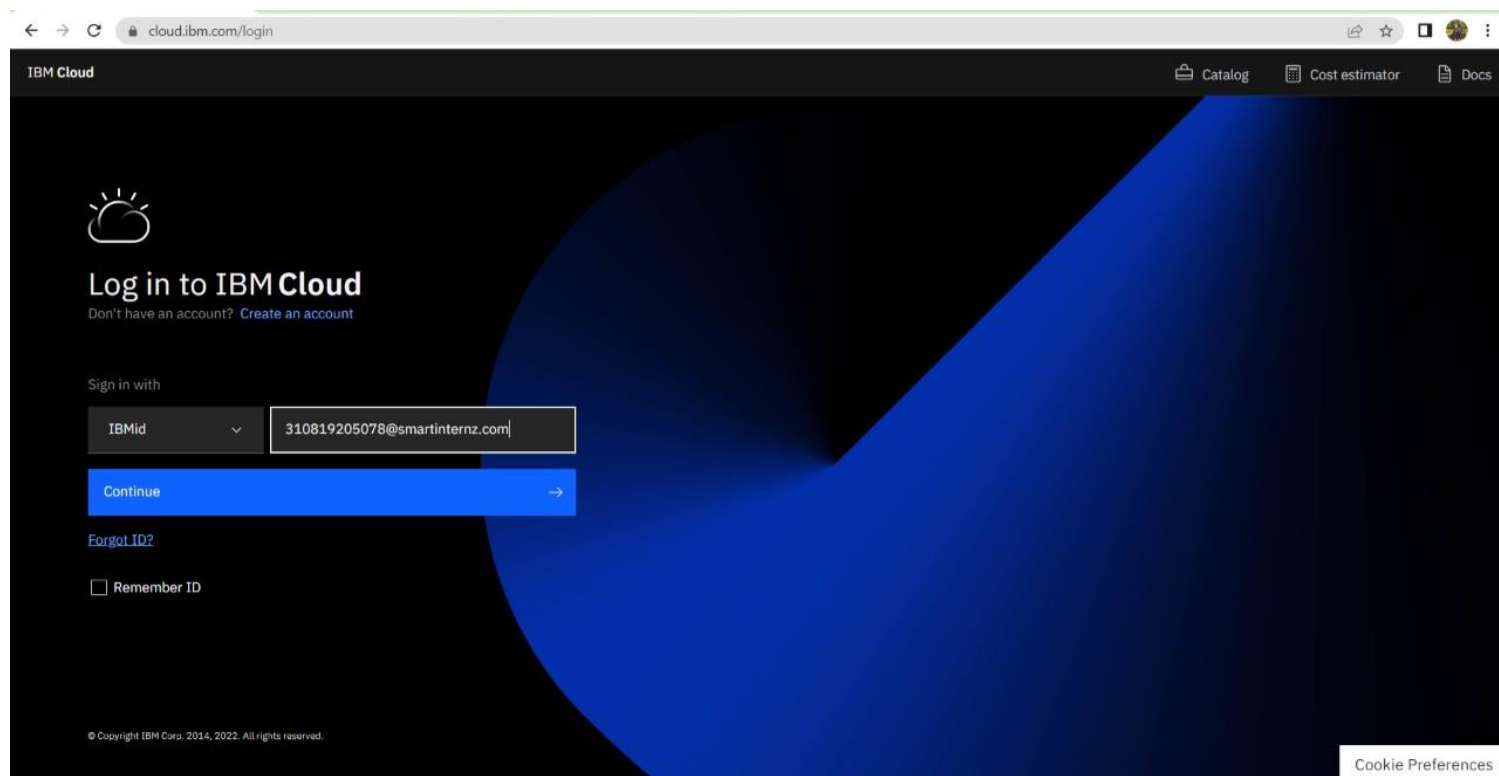 cloud.ibm.com/login
IBM Cloud
Catalog
Cost estimator
Docs
Log in to IBM Cloud
Don't have an account? Create an account
Sign in with
IBMid
310819205078@smartinternz.com
Continue
Forgot ID?
Remember ID
© Copyright IBM Corp. 2014, 2022. All rights reserved.
Cookie Preferences